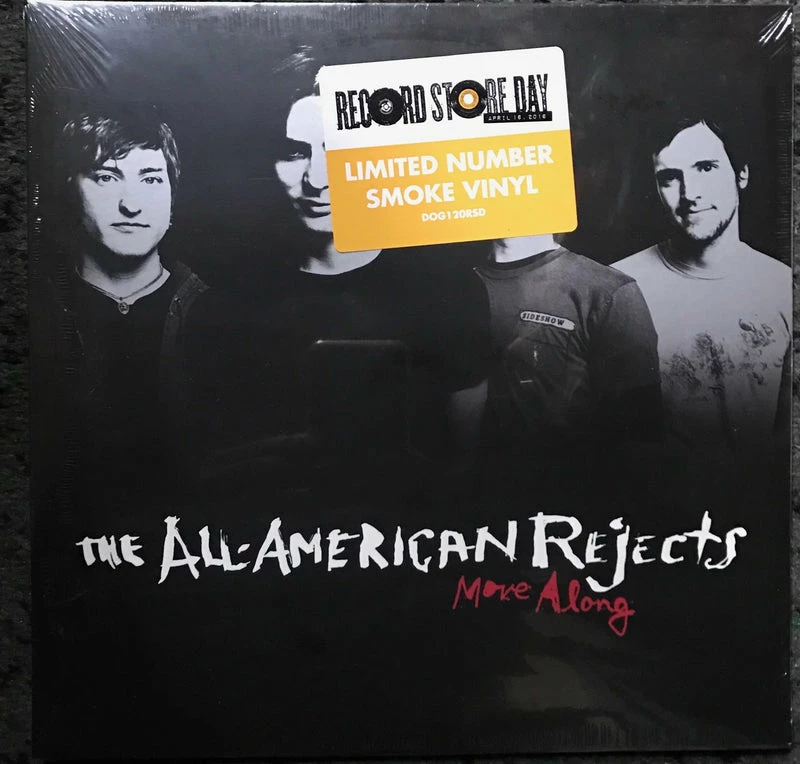 RECORD STORE DAY
APRIL 16, 2016
LIMITED NUMBER
SMOKE VINYL
DOG120RSD
SIDESHOW
THE ALL-AMERICAN REJECTS
Move Along